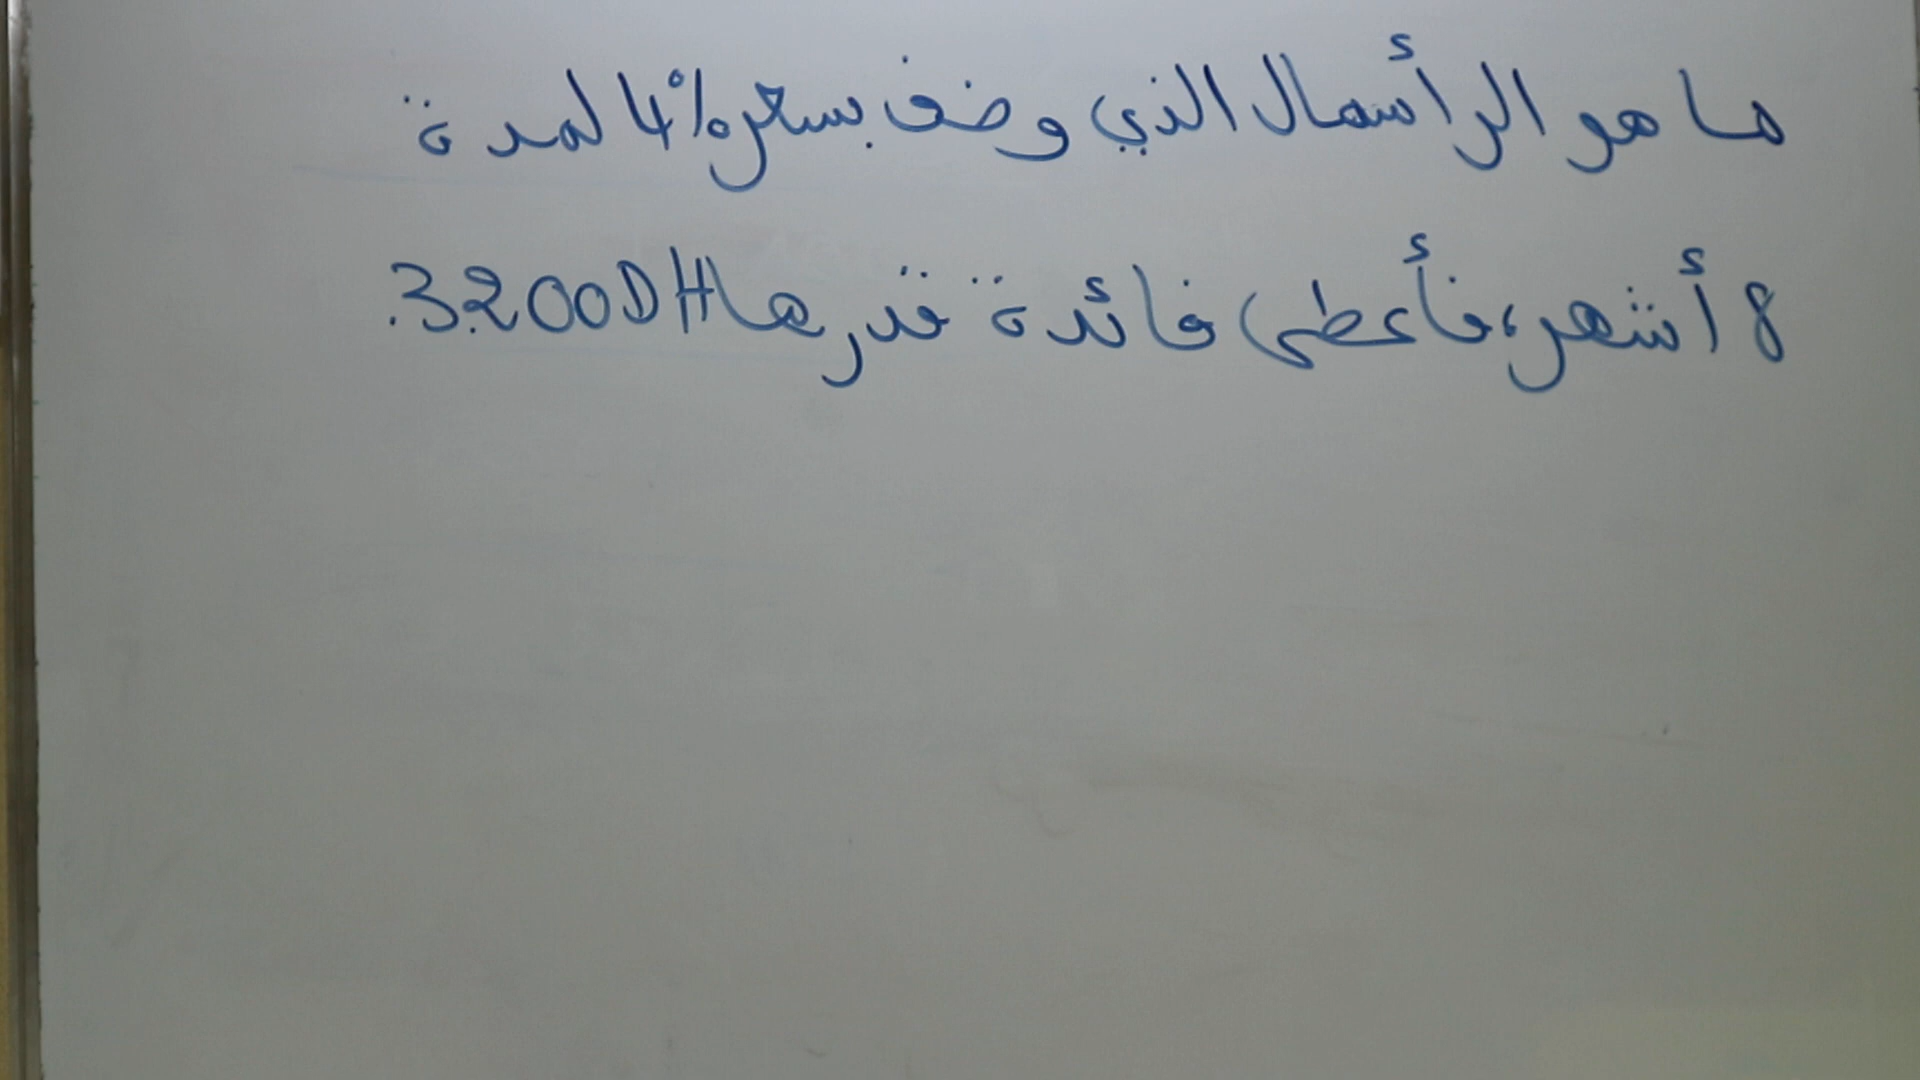 ما هو الرأسمال الذي وضف بسعر 4% لمدة
8 أشهر، فأعطى فائدة قدرها 3200DH.